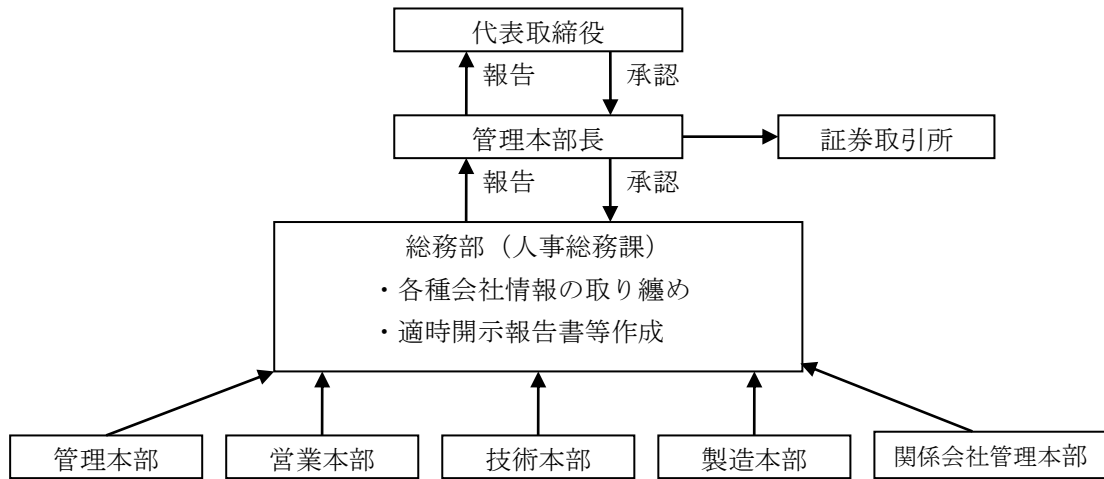 代表取締役
報告
承認
管理本部長
証券取引所
報告
承認
総務部（人事総務課）
・各種会社情報の取り纏め
・適時開示報告書等作成
管理本部
営業本部
技術本部
製造本部
関係会社管理本部